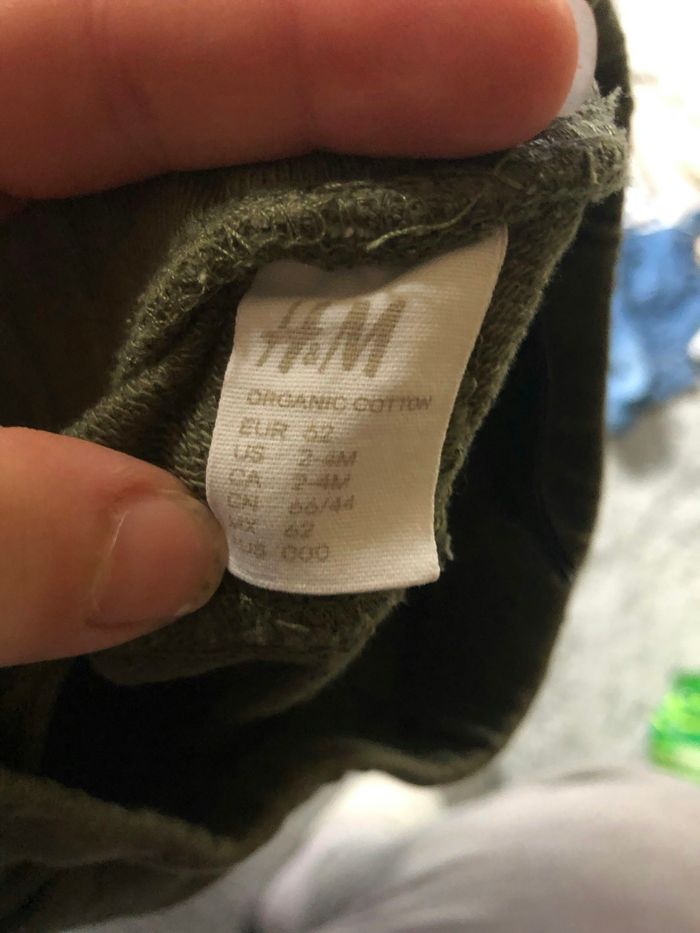 H&M
ORGANIC COTTON
EUR 62
US 2-4M
CA 2-4M
CN 66/44
MX 62
AUS 000